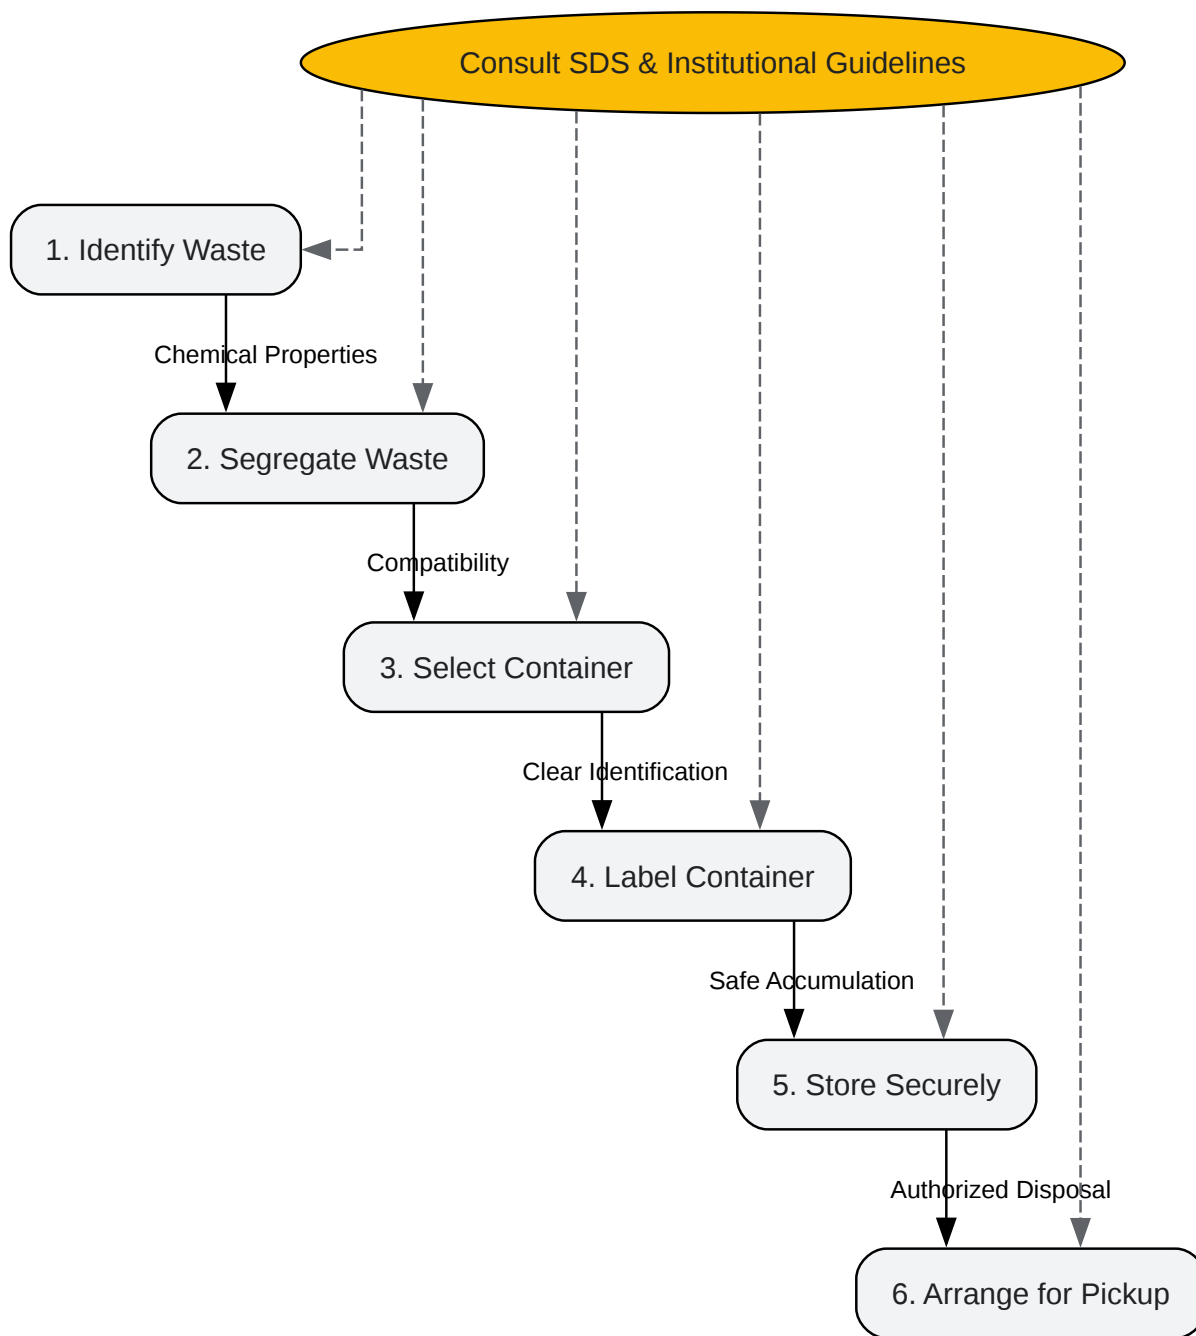 Consult SDS & Institutional Guidelines
1. Identify Waste
Chemical Properties
2. Segregate Waste
Compatibility
3. Select Container
Clear Identification
4. Label Container
Safe Accumulation
5. Store Securely
Authorized Disposal
6. Arrange for Pickup